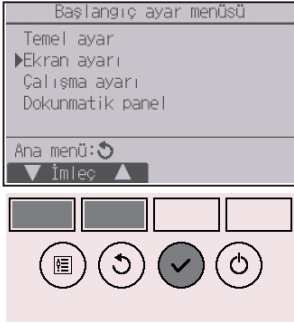 Başlangıç ayar menüsü
Temel ayar
▶Ekran ayarı
Çalışma ayarı
Dokunmatik panel
Ana menü:
▼ İmleç ▲